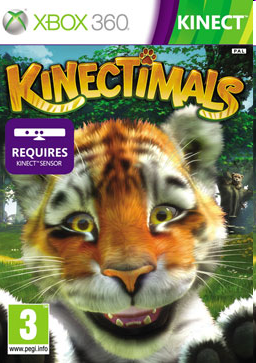 XBOX 360
KINECT
PAL
KINECTIMALS
REQUIRES
KINECT SENSOR
3
www.pegi.info